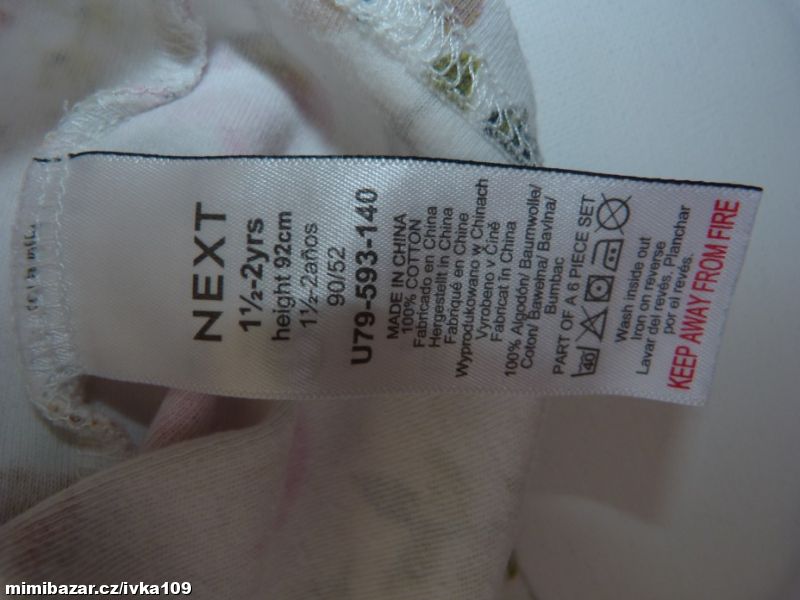 NEXT
1½-2yrs
height 92cm
1½-2años
90/52
U79-593-140
MADE IN CHINA
100% COTTON
Fabricado en China
Hergestellt in China
Fabriqué en Chine
Wyprodukowano w Chinach
Vyrobeno v Číně
Fabricat în China
100% Algodón/ Baumwolle/
Coton/ Bawełna/ Bavlna/
Bumbac
PART OF A 6 PIECE SET
40
Wash inside out
Iron on reverse
Lavar del revés. Planchar
por el revés.
KEEP AWAY FROM FIRE
mimibazar.cz/ivka109